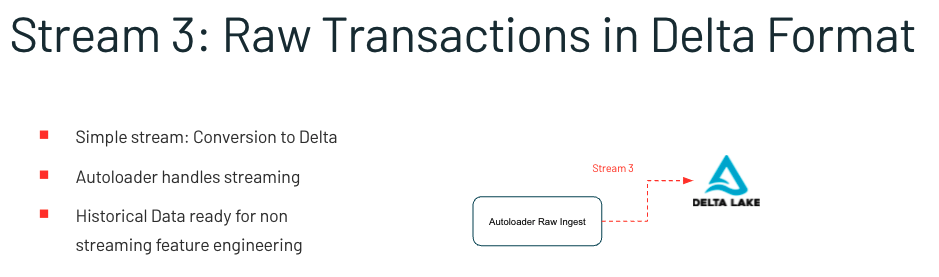 Stream 3: Raw Transactions in Delta Format
Simple stream: Conversion to Delta
Autoloader handles streaming
Historical Data ready for non
streaming feature engineering
Stream 3
DELTA LAKE
Autoloader Raw Ingest